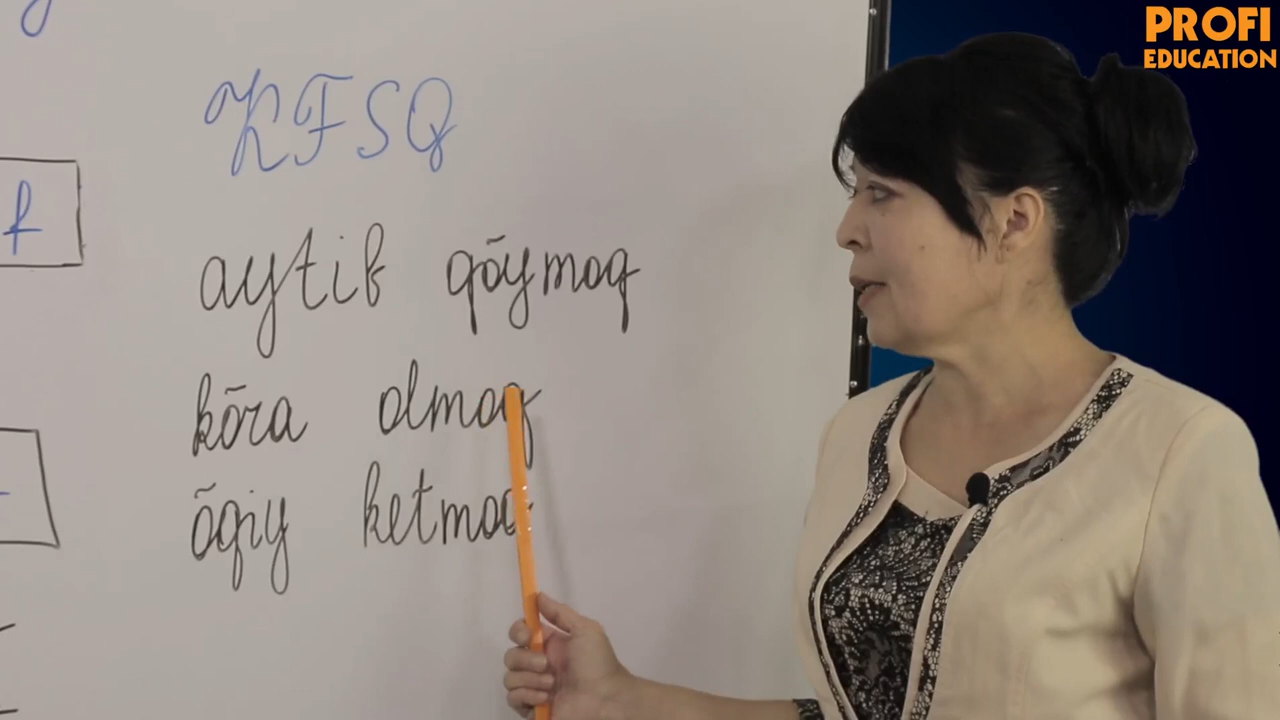 PROFI
EDUCATION
KFSQ
f
aytib qōymoq
kōra olmoq
ōqiy ketmoq